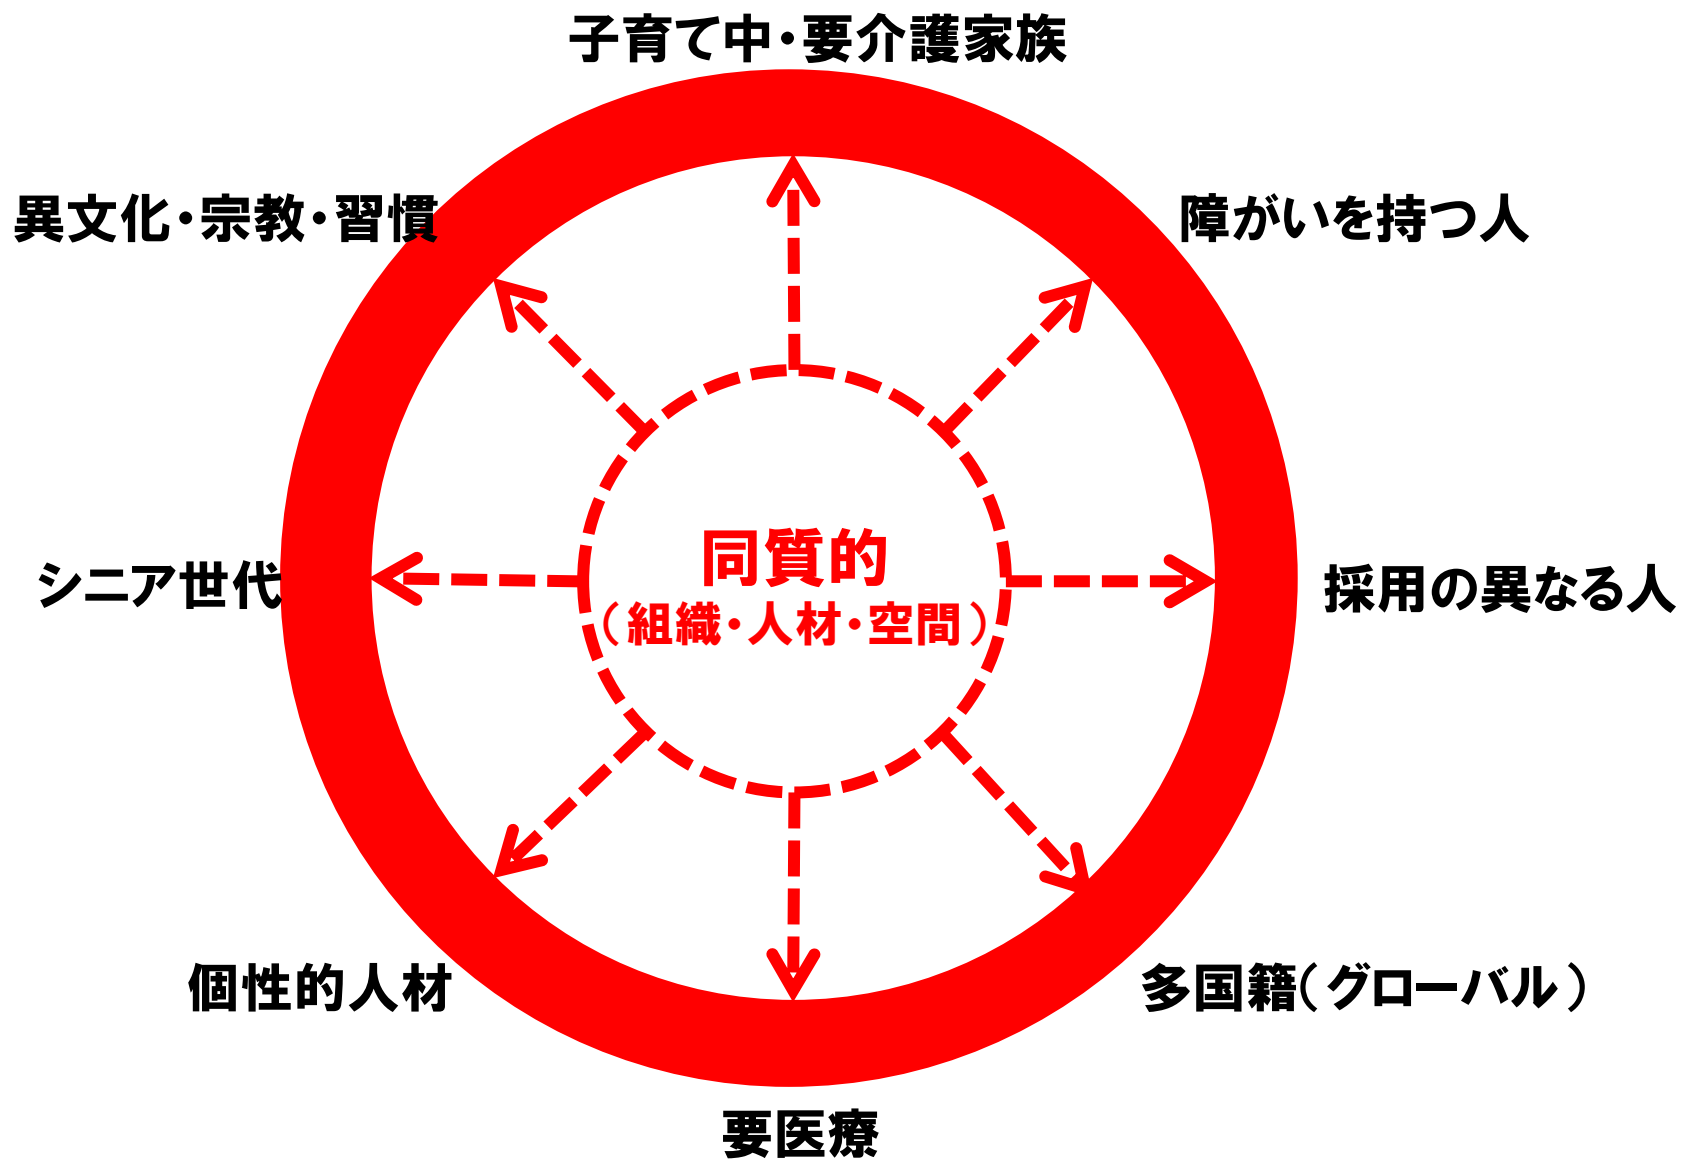 子育て中・要介護家族
異文化・宗教・習慣
障がいを持つ人
同質的
（組織・人材・空間）
シニア世代
採用の異なる人
個性的人材
多国籍（グローバル）
要医療